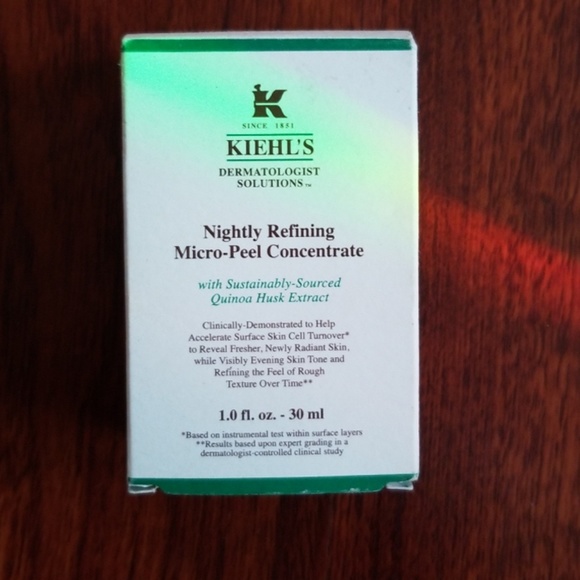 K
SINCE 1851
KIEHL'S
DERMATOLOGIST
SOLUTIONS™
Nightly Refining
Micro-Peel Concentrate
with Sustainably-Sourced
Quinoa Husk Extract
Clinically-Demonstrated to Help
Accelerate Surface Skin Cell Turnover*
to Reveal Fresher, Newly Radiant Skin,
while Visibly Evening Skin Tone and
Refining the Feel of Rough
Texture Over Time**
1.0 fl. oz. - 30 ml
*Based on instrumental test within surface layers
**Results based upon expert grading in a
dermatologist-controlled clinical study